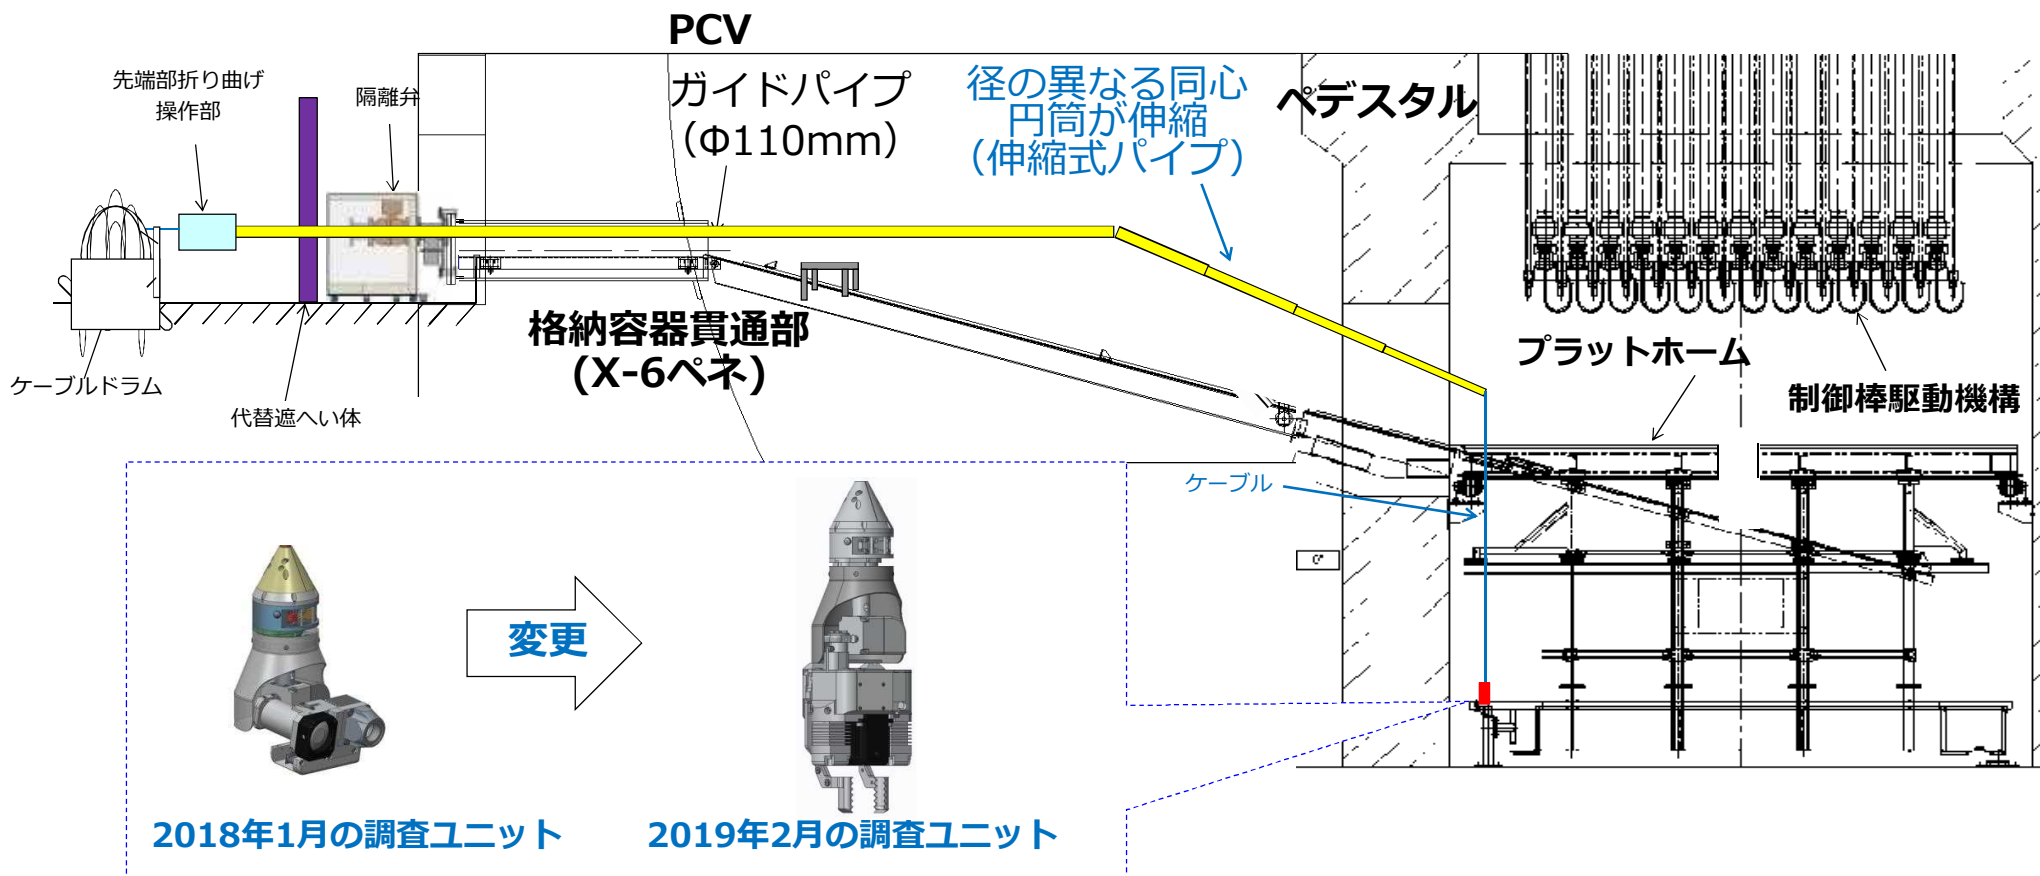 PCV
先端部折り曲げ
操作部
隔離弁
ガイドパイプ
（Φ110mm）
径の異なる同心
円筒が伸縮
（伸縮式パイプ）
ペデスタル
格納容器貫通部
(X-6ペネ)
プラットホーム
制御棒駆動機構
ケーブルドラム
代替遮へい体
ケーブル
変更
2018年1月の調査ユニット
2019年2月の調査ユニット